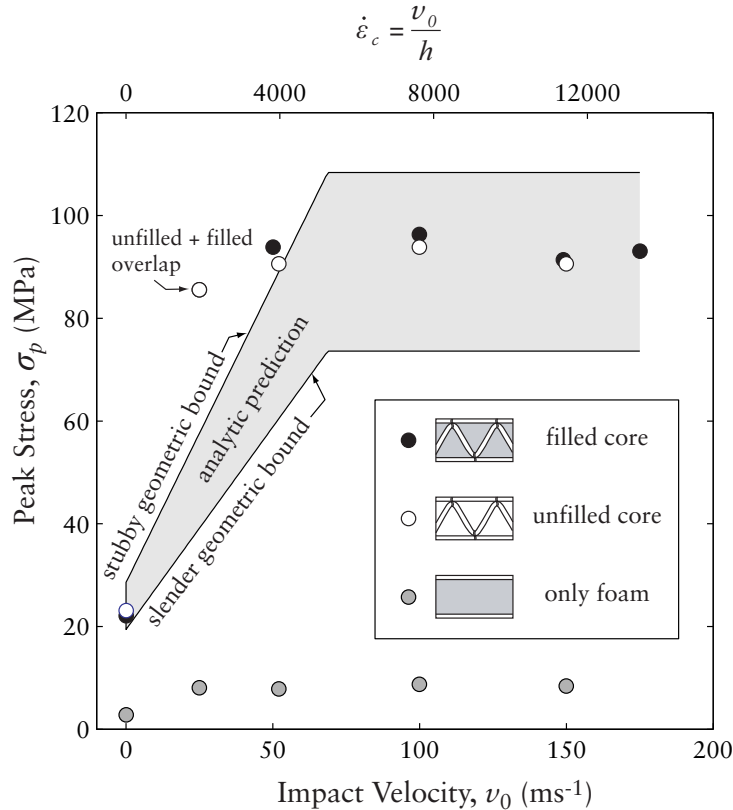 ε̇c = v0/h
0 4000 8000 12000
120
100
80
60
40
20
0
Peak Stress, σp (MPa)
unfilled + filled
overlap
stubby geometric bound
analytic prediction
slender geometric bound
filled core
unfilled core
only foam
0 50 100 150 200
Impact Velocity, v0 (ms-1)